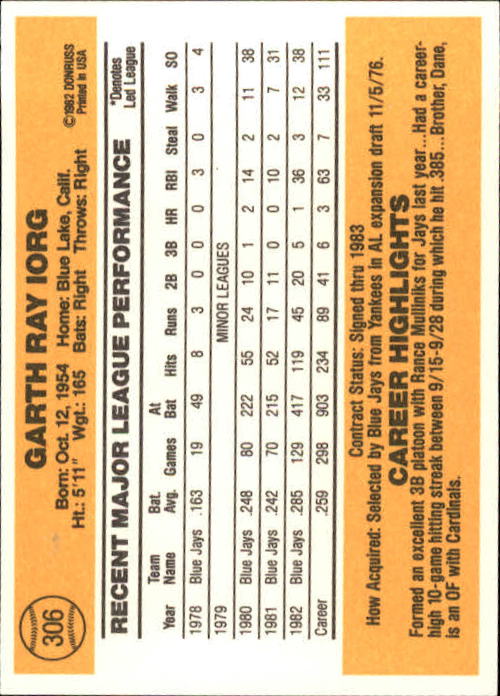 306
GARTH RAY IORG
©1982 DONRUSS
Printed in USA
Born: Oct. 12, 1954 Home: Blue Lake, Calif.
Ht.: 5'11" Wgt.: 165 Bats: Right Throws: Right
RECENT MAJOR LEAGUE PERFORMANCE
*Denotes
Led League
Team Bat. At
Year Name Avg. Games Bat Hits Runs 2B 3B HR RBI Steal Walk SO
1978 Blue Jays .163 19 49 8 3 0 0 0 3 0 3 4
1979 MINOR LEAGUES
1980 Blue Jays .248 80 222 55 24 10 1 2 14 2 11 38
1981 Blue Jays .242 70 215 52 17 11 0 0 10 2 7 31
1982 Blue Jays .285 129 417 119 45 20 5 1 36 3 12 38
Career .259 298 903 234 89 41 6 3 63 7 33 111
Contract Status: Signed thru 1983
How Acquired: Selected by Blue Jays from Yankees in AL expansion draft 11/5/76.
CAREER HIGHLIGHTS
Formed an excellent 3B platoon with Rance Mulliniks for Jays last year...Had a career-
high 10-game hitting streak between 9/15-9/28 during which he hit .385...Brother, Dane,
is an OF with Cardinals.